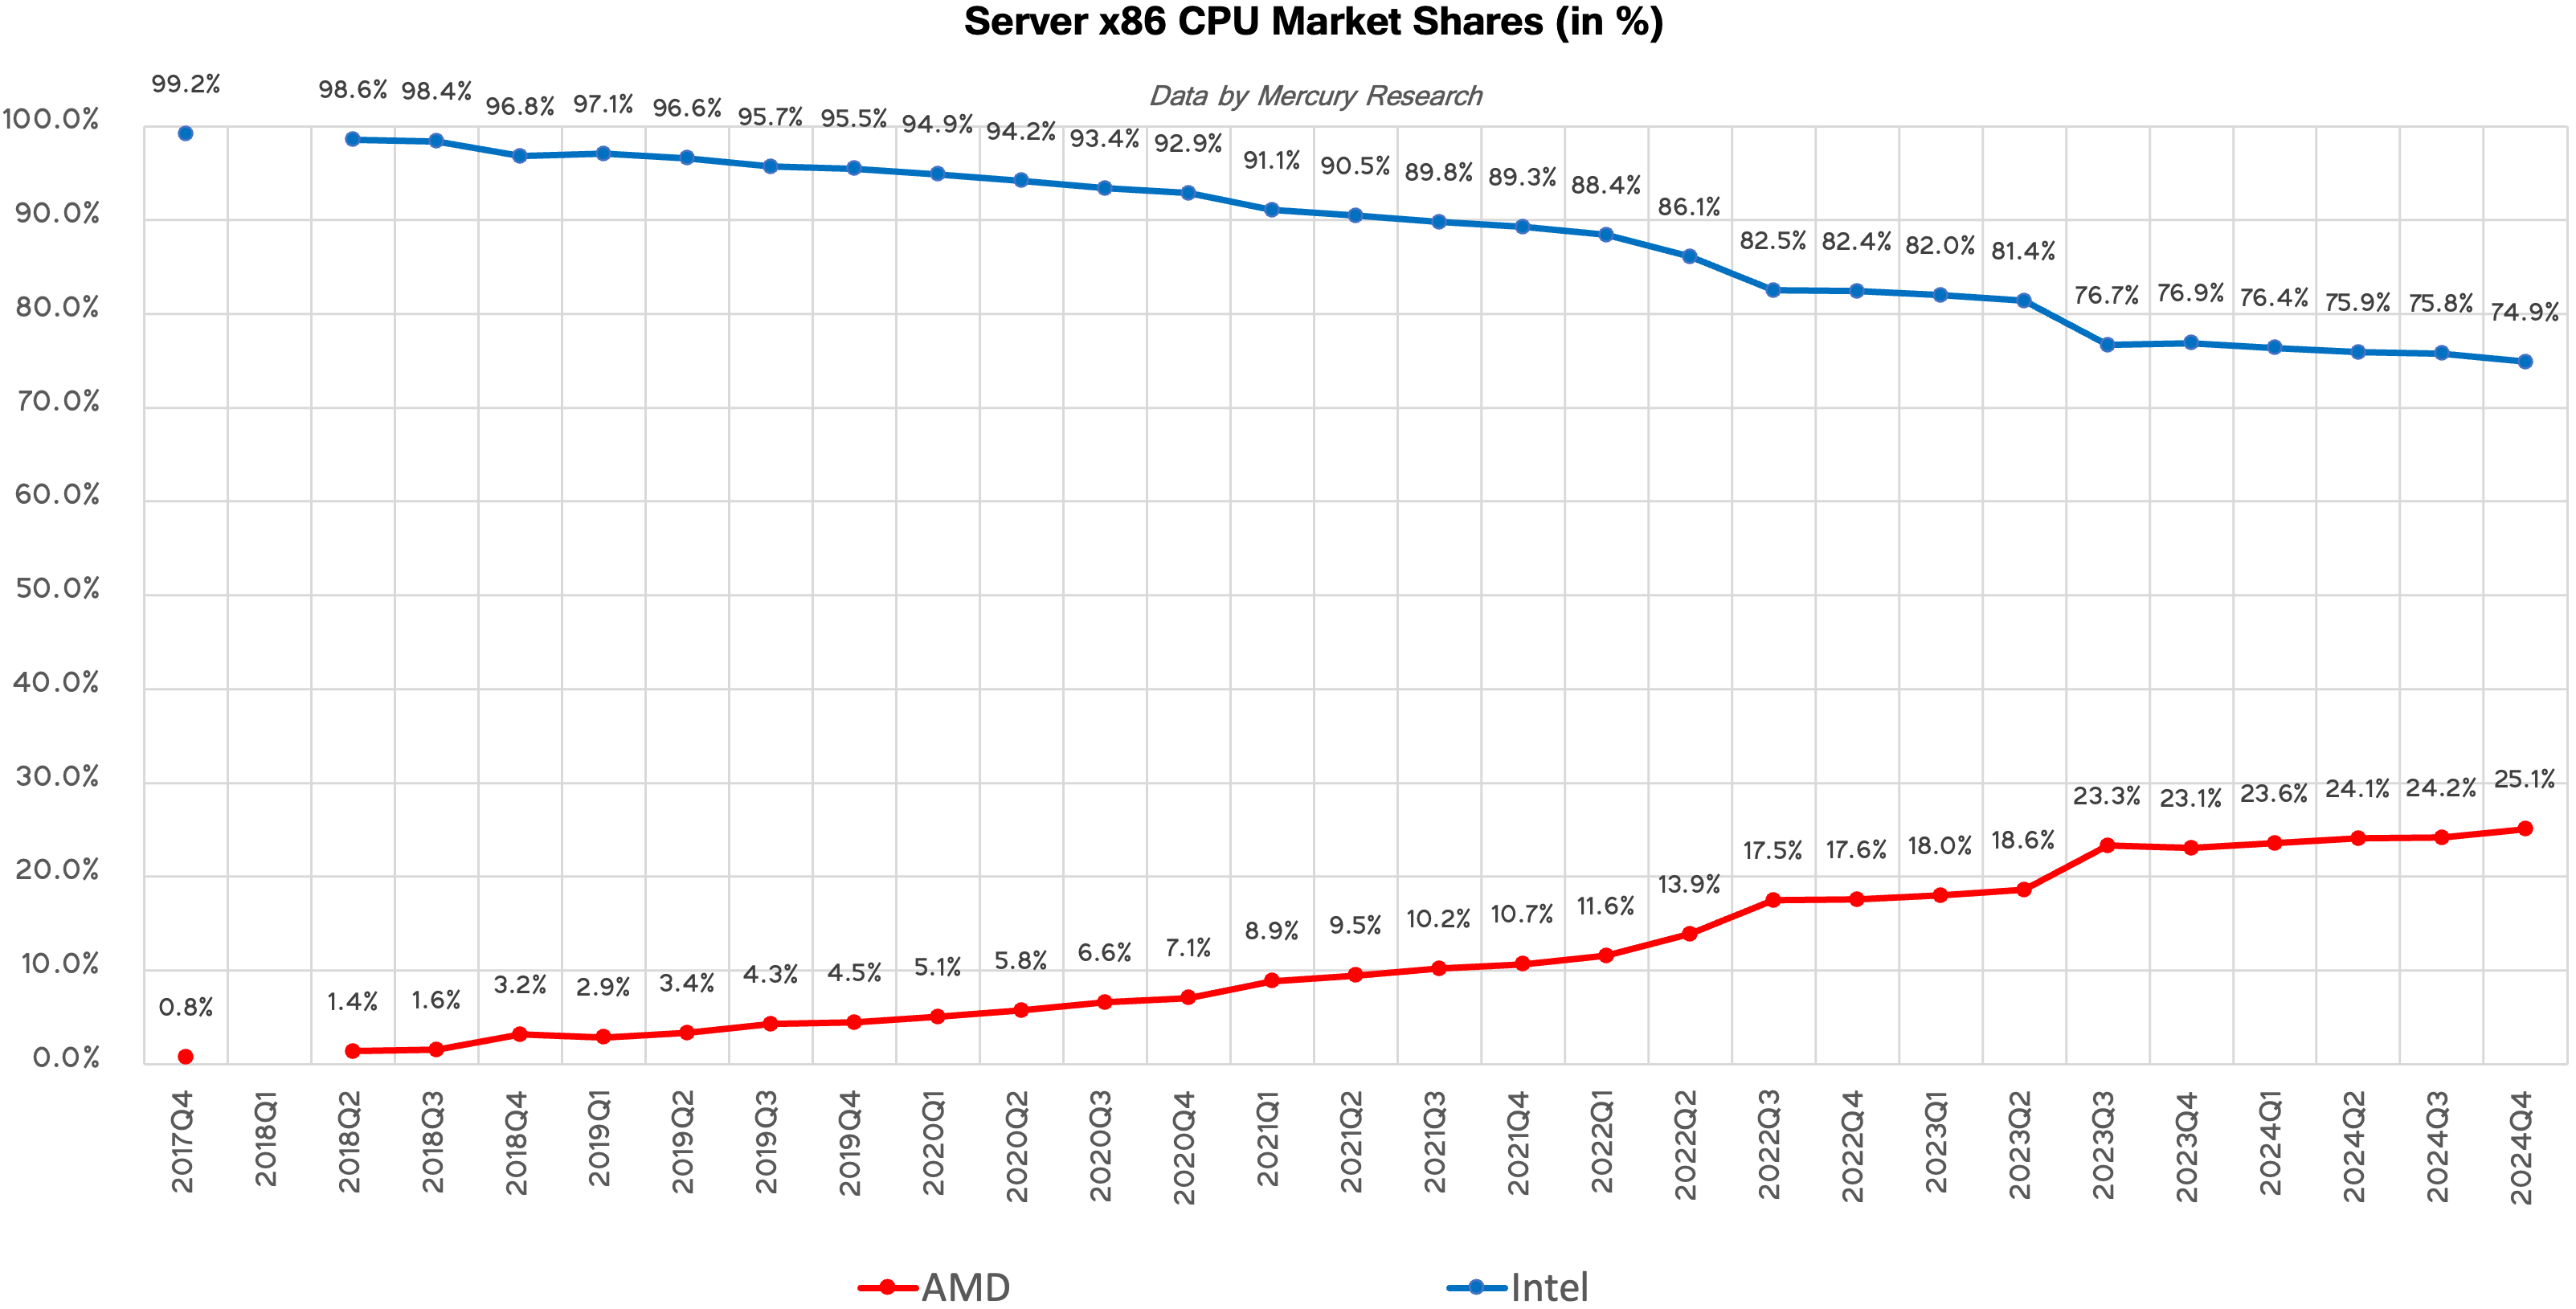 Server x86 CPU Market Shares (in %)
Data by Mercury Research
99.2% 98.6% 98.4% 96.8% 97.1% 96.6% 95.7% 95.5% 94.9% 94.2% 93.4% 92.9% 91.1% 90.5% 89.8% 89.3% 88.4% 86.1% 82.5% 82.4% 82.0% 81.4% 76.7% 76.9% 76.4% 75.9% 75.8% 74.9%
100.0%
90.0%
80.0%
70.0%
60.0%
50.0%
40.0%
30.0%
20.0%
10.0%
0.0%
0.8% 1.4% 1.6% 3.2% 2.9% 3.4% 4.3% 4.5% 5.1% 5.8% 6.6% 7.1% 8.9% 9.5% 10.2% 10.7% 11.6% 13.9% 17.5% 17.6% 18.0% 18.6% 23.3% 23.1% 23.6% 24.1% 24.2% 25.1%
2017Q4 2018Q1 2018Q2 2018Q3 2018Q4 2019Q1 2019Q2 2019Q3 2019Q4 2020Q1 2020Q2 2020Q3 2020Q4 2021Q1 2021Q2 2021Q3 2021Q4 2022Q1 2022Q2 2022Q3 2022Q4 2023Q1 2023Q2 2023Q3 2023Q4 2024Q1 2024Q2 2024Q3 2024Q4
AMD Intel